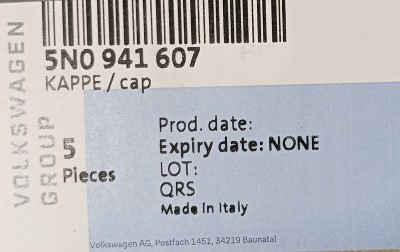 VOLKSWAGEN
GROUP
5N0 941 607
KAPPE / cap
5
Pieces
Prod. date:
Expiry date: NONE
LOT:
QRS
Made in Italy
Volkswagen AG, Postfach 1451, 34219 Baunatal